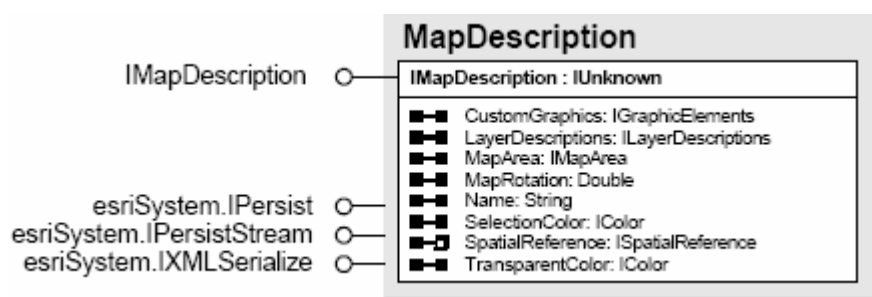 MapDescription
IMapDescription
IMapDescription : IUnknown
CustomGraphics: IGraphicElements
LayerDescriptions: ILayerDescriptions
MapArea: IMapArea
MapRotation: Double
esriSystem.IPersist
Name: String
esriSystem.IPersistStream
SelectionColor: IColor
SpatialReference: ISpatialReference
esriSystem.IXMLSerialize
TransparentColor: IColor